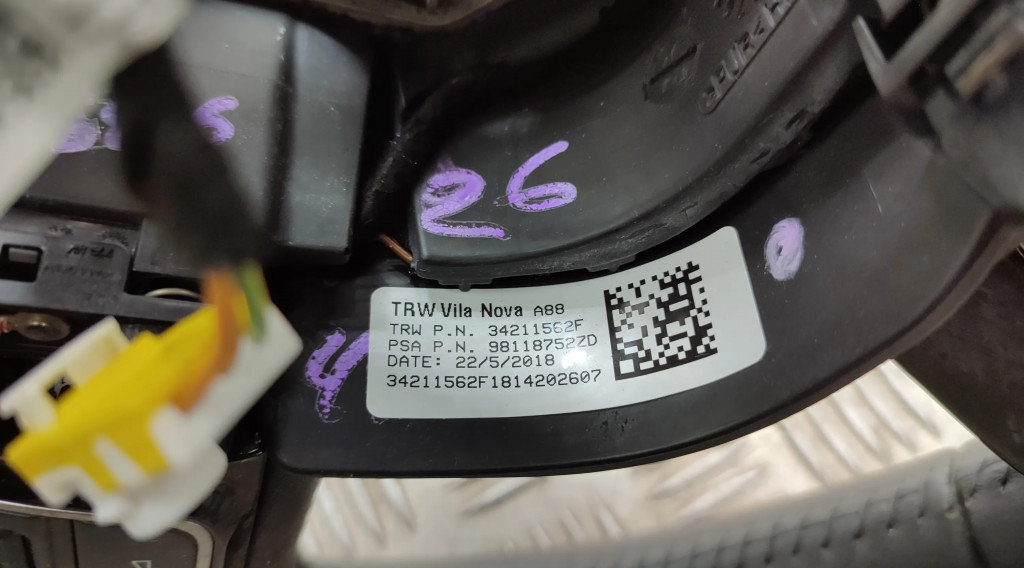 26
TRW Vila Nova A88
TRW P.N. 34211562F
PSA P.N. 98118752ZD
DATE: 22/5/2018
34211562F1814202607